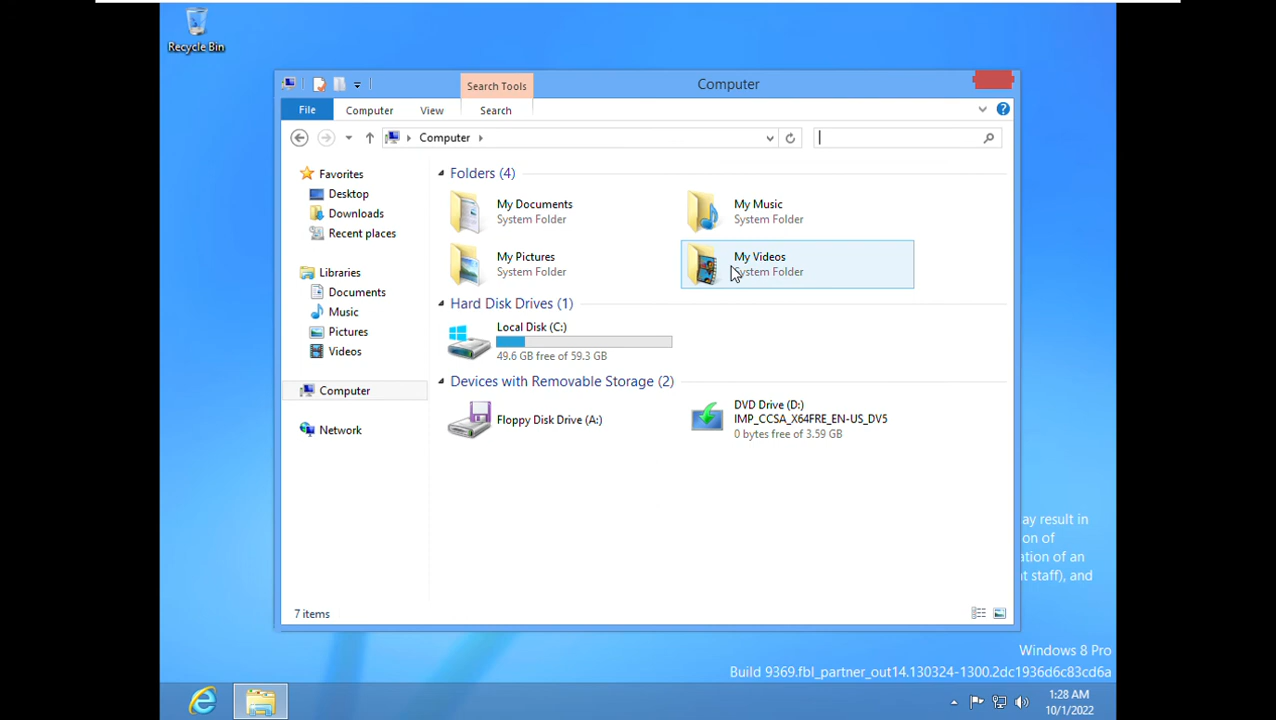 Recycle Bin
Search Tools
Computer
File
Computer
View
Search
Computer
Favorites
Desktop
Downloads
Recent places
Libraries
Documents
Music
Pictures
Videos
Computer
Network
Folders (4)
My Documents
System Folder
My Music
System Folder
My Pictures
System Folder
My Videos
System Folder
Hard Disk Drives (1)
Local Disk (C:)
49.6 GB free of 59.3 GB
Devices with Removable Storage (2)
Floppy Disk Drive (A:)
DVD Drive (D:)
IMP_CCSA_X64FRE_EN-US_DV5
0 bytes free of 3.59 GB
7 items
ay result in
on of
ation of an
t staff), and
Windows 8 Pro
Build 9369.fbl_partner_out14.130324-1300.2dc1936d6c83cd6a
1:28 AM
10/1/2022